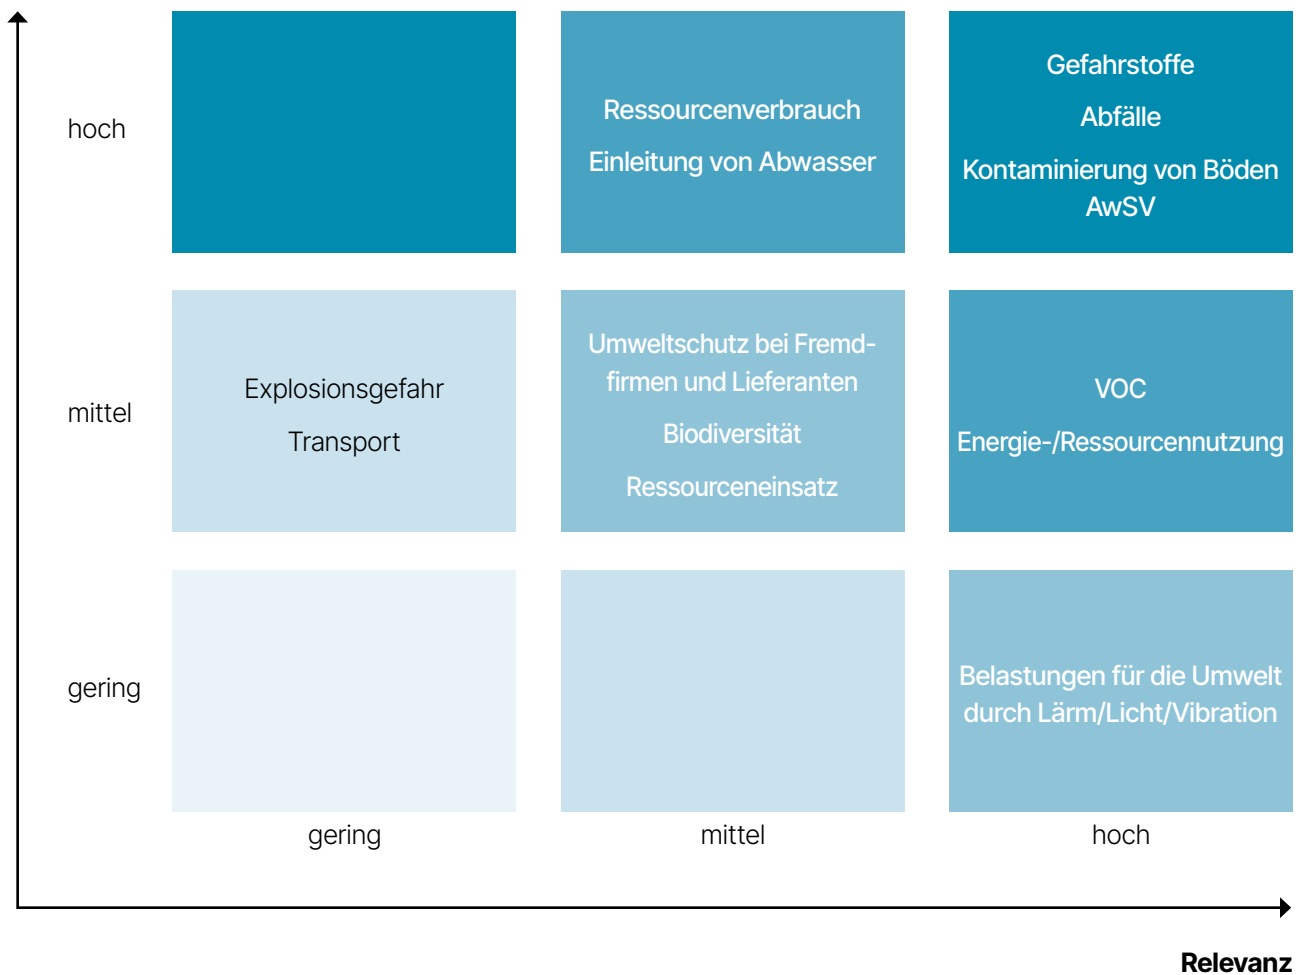 hoch
Ressourcenverbrauch
Einleitung von Abwasser
Gefahrstoffe
Abfälle
Kontaminierung von Böden
AwSV
mittel
Explosionsgefahr
Transport
Umweltschutz bei Fremd-
firmen und Lieferanten
Biodiversität
Ressourceneinsatz
VOC
Energie-/Ressourcennutzung
gering
Belastungen für die Umwelt
durch Lärm/Licht/Vibration
gering
mittel
hoch
Relevanz